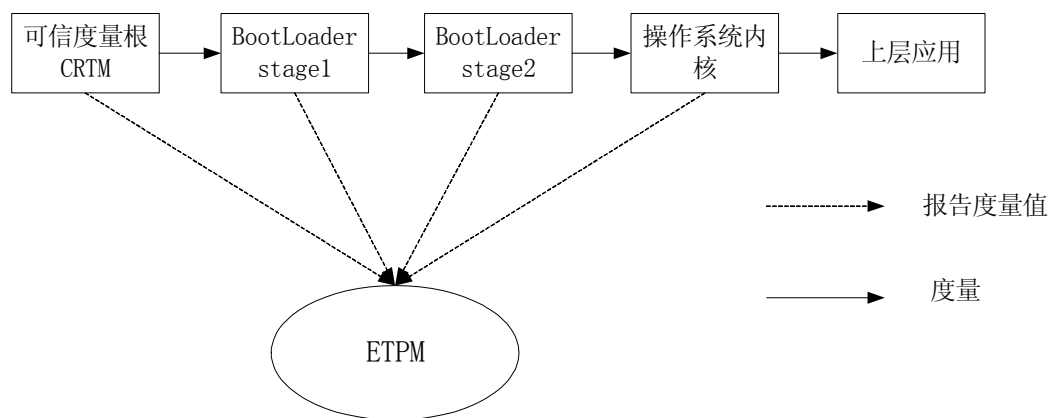 可信度量根
CRTM
BootLoader
stage1
BootLoader
stage2
操作系统内
核
上层应用
报告度量值
度量
ETPM